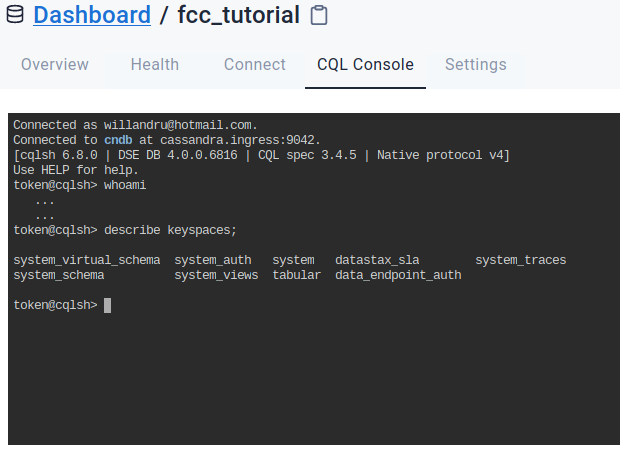 Dashboard / fcc_tutorial
Overview Health Connect CQL Console Settings
Connected as willandru@hotmail.com.
Connected to cndb at cassandra.ingress:9042.
[cqlsh 6.8.0 | DSE DB 4.0.0.6816 | CQL spec 3.4.5 | Native protocol v4]
Use HELP for help.
token@cqlsh> whoami
...
...
token@cqlsh> describe keyspaces;
system_virtual_schema system_auth system datastax_sla system_traces
system_schema system_views tabular data_endpoint_auth
token@cqlsh>